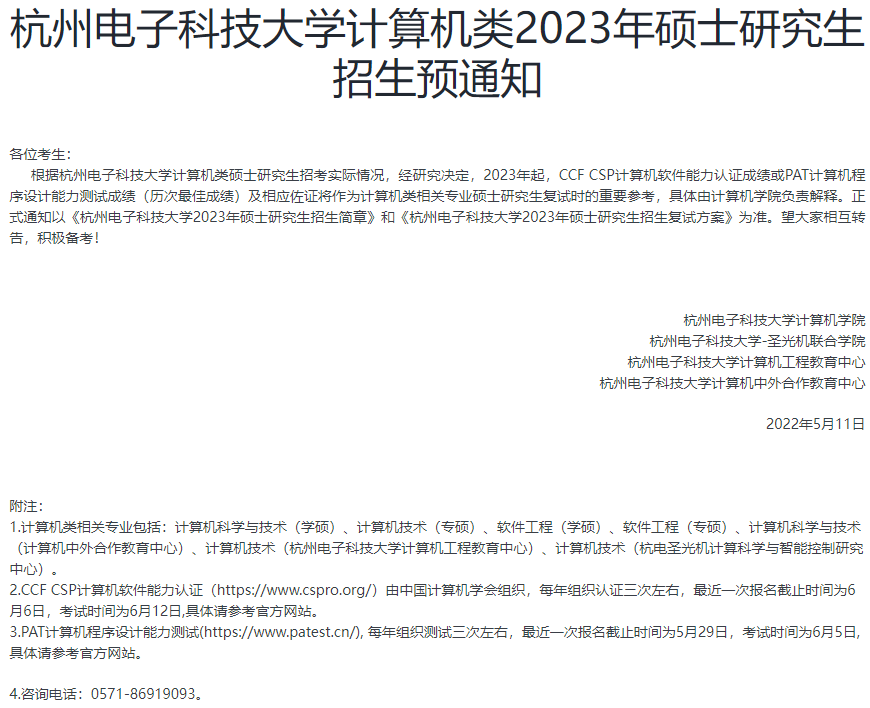 杭州电子科技大学计算机类2023年硕士研究生
招生预通知
各位考生：
根据杭州电子科技大学计算机类硕士研究生招考实际情况，经研究决定，2023年起，CCF CSP计算机软件能力认证成绩或PAT计算机程
序设计能力测试成绩（历次最佳成绩）及相应佐证将作为计算机类相关专业硕士研究生复试时的重要参考，具体由计算机学院负责解释。正
式通知以《杭州电子科技大学2023年硕士研究生招生简章》和《杭州电子科技大学2023年硕士研究生招生复试方案》为准。望大家相互转
告，积极备考！
杭州电子科技大学计算机学院
杭州电子科技大学-圣光机联合学院
杭州电子科技大学计算机工程教育中心
杭州电子科技大学计算机中外合作教育中心
2022年5月11日
附注：
1.计算机类相关专业包括：计算机科学与技术（学硕）、计算机技术（专硕）、软件工程（学硕）、软件工程（专硕）、计算机科学与技术
（计算机中外合作教育中心）、计算机技术（杭州电子科技大学计算机工程教育中心）、计算机技术（杭电圣光机计算科学与智能控制研究
中心）。
2.CCF CSP计算机软件能力认证（https://www.cspro.org/）由中国计算机学会组织，每年组织认证三次左右，最近一次报名截止时间为6
月6日，考试时间为6月12日,具体请参考官方网站。
3.PAT计算机程序设计能力测试(https://www.patest.cn/), 每年组织测试三次左右，最近一次报名截止时间为5月29日，考试时间为6月5日,
具体请参考官方网站。
4.咨询电话：0571-86919093。